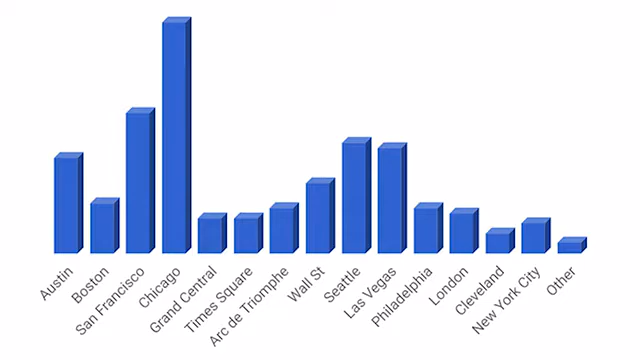 Austin
Boston
San Francisco
Chicago
Grand Central
Times Square
Arc de Triomphe
Wall St
Seattle
Las Vegas
Philadelphia
London
Cleveland
New York City
Other